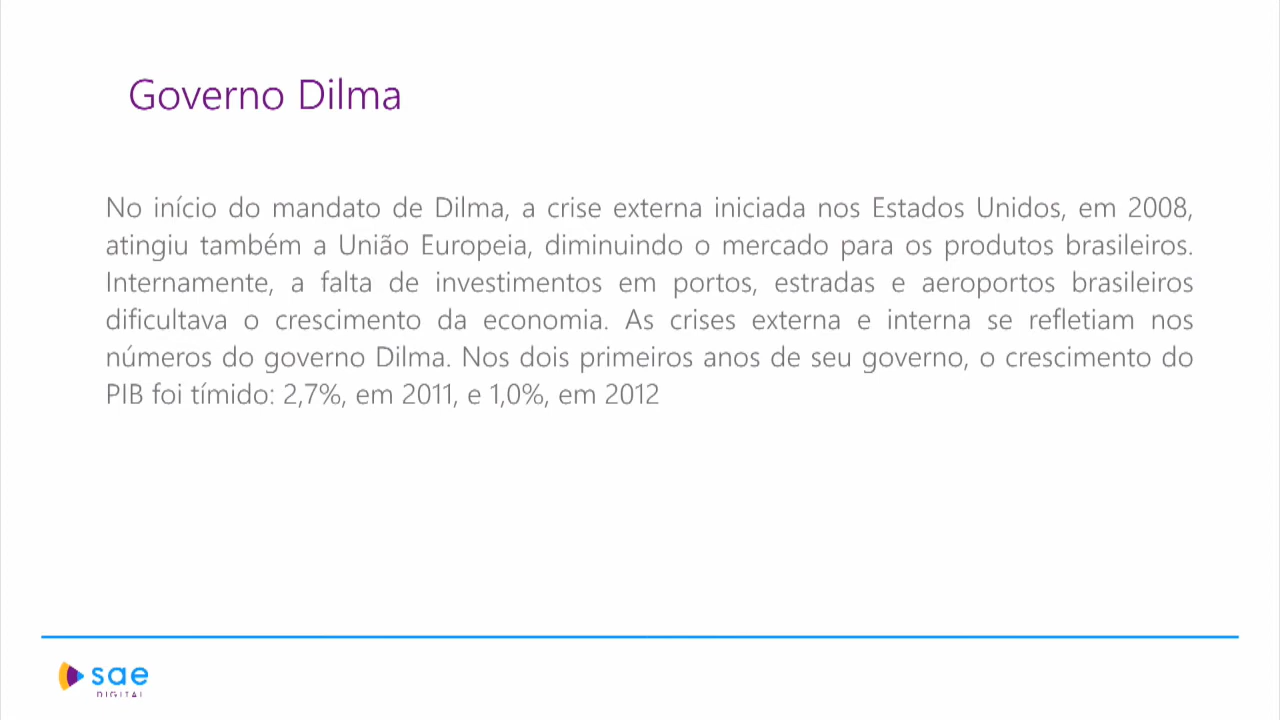 Governo Dilma
No início do mandato de Dilma, a crise externa iniciada nos Estados Unidos, em 2008,
atingiu também a União Europeia, diminuindo o mercado para os produtos brasileiros.
Internamente, a falta de investimentos em portos, estradas e aeroportos brasileiros
dificultava o crescimento da economia. As crises externa e interna se refletiam nos
números do governo Dilma. Nos dois primeiros anos de seu governo, o crescimento do
PIB foi tímido: 2,7%, em 2011, e 1,0%, em 2012
sae
DIGITAL